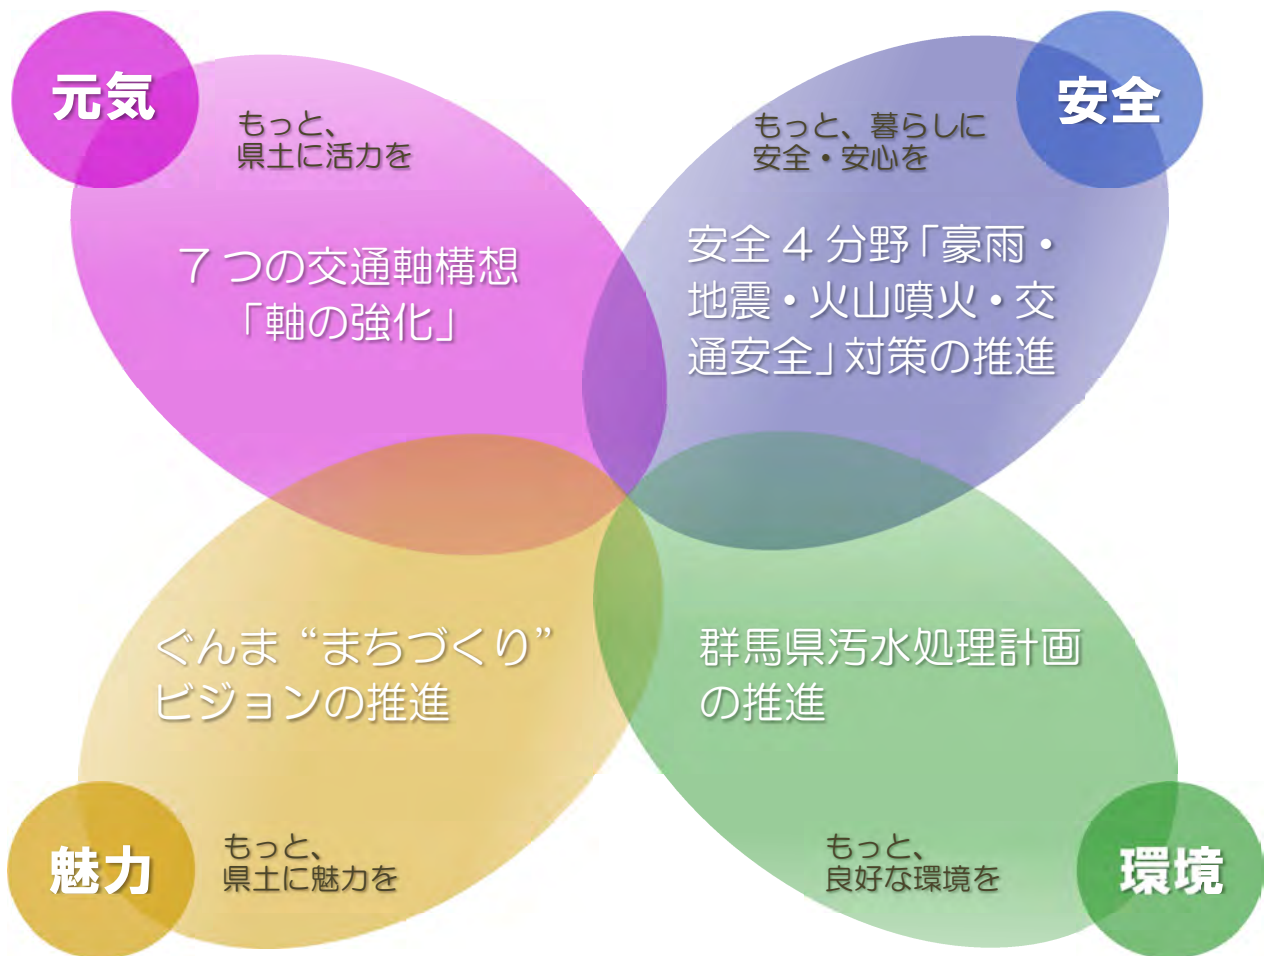 元気
もっと、
県土に活力を
7つの交通軸構想
「軸の強化」
安全
もっと、暮らしに
安全・安心を
安全4分野「豪雨・
地震・火山噴火・交
通安全」対策の推進
ぐんま“まちづくり”
ビジョンの推進
魅力
もっと、
県土に魅力を
群馬県汚水処理計画
の推進
もっと、
良好な環境を
環境